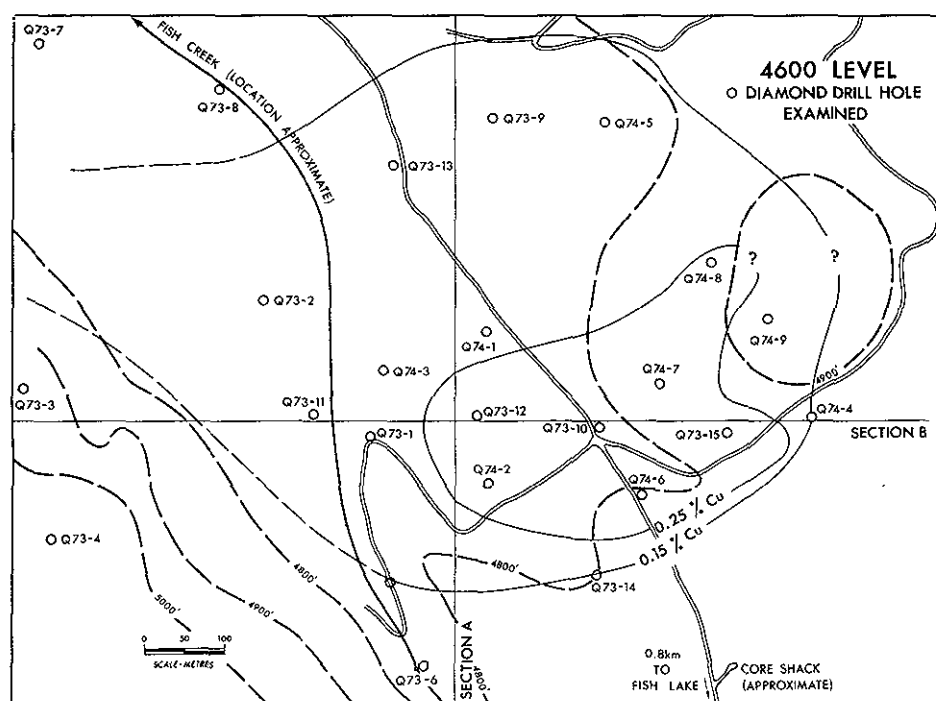 Q73-7
FISH CREEK (LOCATION APPROXIMATE)
Q73-8
4600 LEVEL
DIAMOND DRILL HOLE
EXAMINED
Q73-9
Q74-5
Q73-13
Q74-8
?
?
Q73-2
Q74-1
Q74-9
Q74-3
Q74-7
4900'
Q73-3
Q73-11
Q73-12
Q74-4
Q73-1
Q73-10
Q73-15
SECTION B
Q74-2
Q74-6
0.25 % Cu
0.15 % Cu
Q73-4
4800'
4800'
Q73-14
5000'
4900'
0 50 100
SCALE-METRES
SECTION A
Q73-6
4800'
0.8km
TO
FISH LAKE
CORE SHACK
(APPROXIMATE)